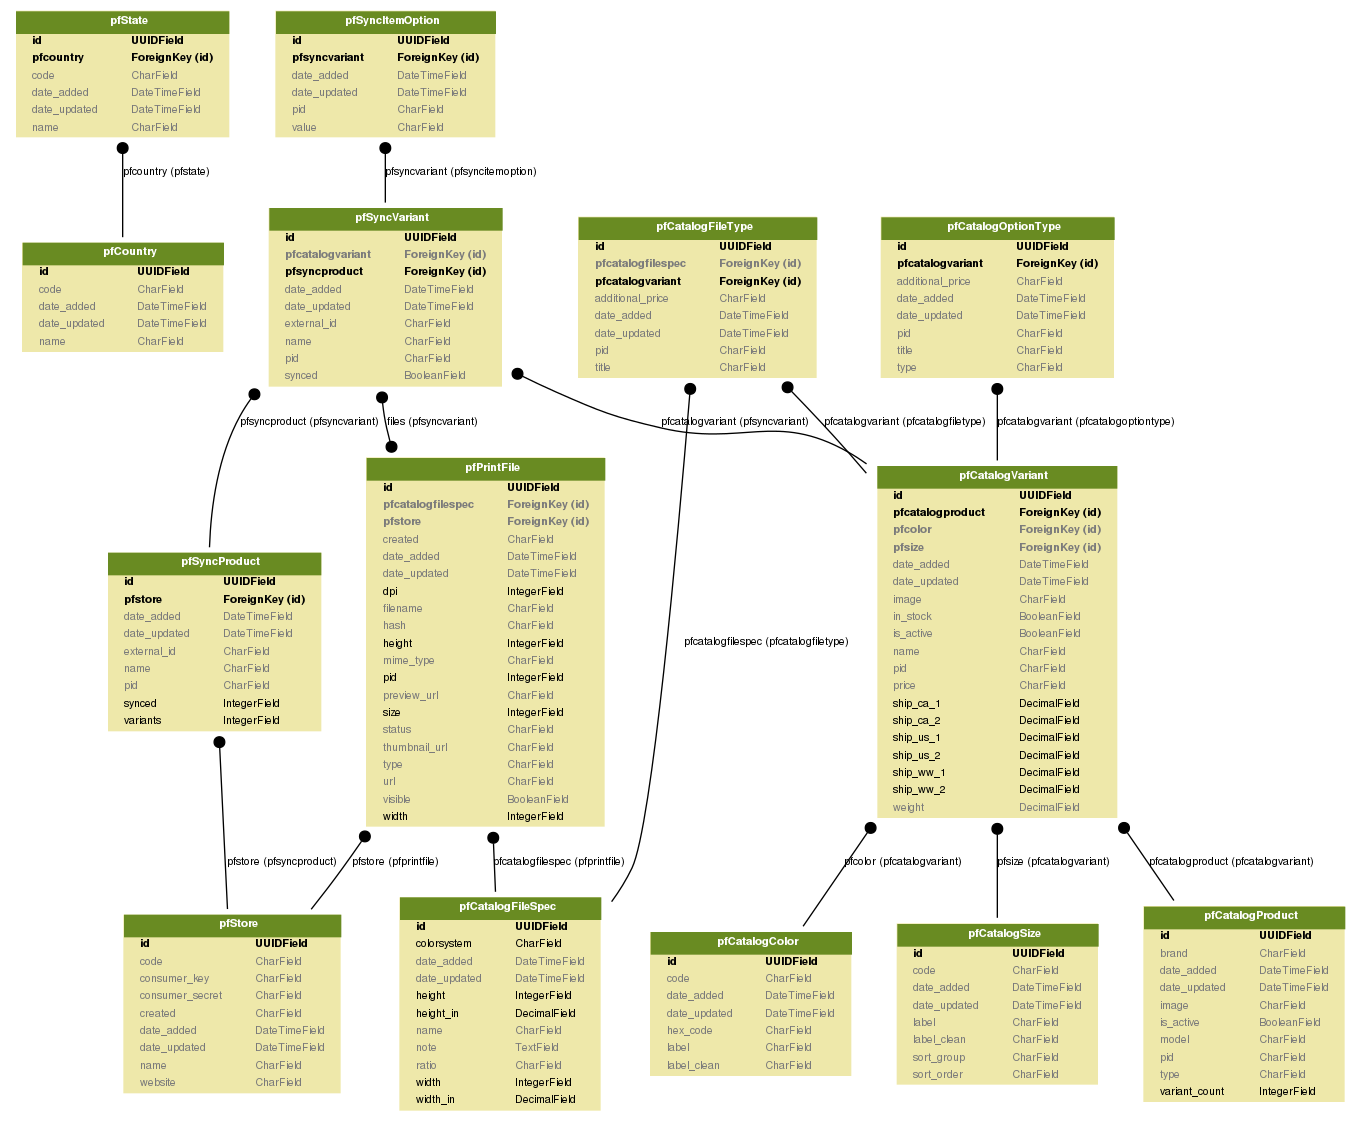 pfState
id UUIDField
pfcountry ForeignKey (id)
code CharField
date_added DateTimeField
date_updated DateTimeField
name CharField
pfSyncItemOption
id UUIDField
pfsyncvariant ForeignKey (id)
date_added DateTimeField
date_updated DateTimeField
pid CharField
value CharField
pfcountry (pfstate)
pfsyncvariant (pfsyncitemoption)
pfCountry
id UUIDField
code CharField
date_added DateTimeField
date_updated DateTimeField
name CharField
pfSyncVariant
id UUIDField
pfcatalogvariant ForeignKey (id)
pfsyncproduct ForeignKey (id)
date_added DateTimeField
date_updated DateTimeField
external_id CharField
name CharField
pid CharField
synced BooleanField
pfCatalogFileType
id UUIDField
pfcatalogfilespec ForeignKey (id)
pfcatalogvariant ForeignKey (id)
additional_price CharField
date_added DateTimeField
date_updated DateTimeField
pid CharField
title CharField
pfCatalogOptionType
id UUIDField
pfcatalogvariant ForeignKey (id)
additional_price CharField
date_added DateTimeField
date_updated DateTimeField
pid CharField
title CharField
type CharField
pfsyncproduct (pfsyncvariant)
files (pfsyncvariant)
pfcatalogvariant (pfsyncvariant)
pfcatalogvariant (pfcatalogfiletype)
pfcatalogvariant (pfcatalogoptiontype)
pfSyncProduct
id UUIDField
pfstore ForeignKey (id)
date_added DateTimeField
date_updated DateTimeField
external_id CharField
name CharField
pid CharField
synced IntegerField
variants IntegerField
pfPrintFile
id UUIDField
pfcatalogfilespec ForeignKey (id)
pfstore ForeignKey (id)
created CharField
date_added DateTimeField
date_updated DateTimeField
dpi IntegerField
filename CharField
hash CharField
height IntegerField
mime_type CharField
pid IntegerField
preview_url CharField
size IntegerField
status CharField
thumbnail_url CharField
type CharField
url CharField
visible BooleanField
width IntegerField
pfcatalogfilespec (pfcatalogfiletype)
pfCatalogVariant
id UUIDField
pfcatalogproduct ForeignKey (id)
pfcolor ForeignKey (id)
pfsize ForeignKey (id)
date_added DateTimeField
date_updated DateTimeField
image CharField
in_stock BooleanField
is_active BooleanField
name CharField
pid CharField
price CharField
ship_ca_1 DecimalField
ship_ca_2 DecimalField
ship_us_1 DecimalField
ship_us_2 DecimalField
ship_ww_1 DecimalField
ship_ww_2 DecimalField
weight DecimalField
pfstore (pfsyncproduct)
pfstore (pfprintfile)
pfcatalogfilespec (pfprintfile)
pfcolor (pfcatalogvariant)
pfsize (pfcatalogvariant)
pfcatalogproduct (pfcatalogvariant)
pfStore
id UUIDField
code CharField
consumer_key CharField
consumer_secret CharField
created CharField
date_added DateTimeField
date_updated DateTimeField
name CharField
website CharField
pfCatalogFileSpec
id UUIDField
colorsystem CharField
date_added DateTimeField
date_updated DateTimeField
height IntegerField
height_in DecimalField
name CharField
note TextField
ratio CharField
width IntegerField
width_in DecimalField
pfCatalogColor
id UUIDField
code CharField
date_added DateTimeField
date_updated DateTimeField
hex_code CharField
label CharField
label_clean CharField
pfCatalogSize
id UUIDField
code CharField
date_added DateTimeField
date_updated DateTimeField
label CharField
label_clean CharField
sort_group CharField
sort_order CharField
pfCatalogProduct
id UUIDField
brand CharField
date_added DateTimeField
date_updated DateTimeField
image CharField
is_active BooleanField
model CharField
pid CharField
type CharField
variant_count IntegerField